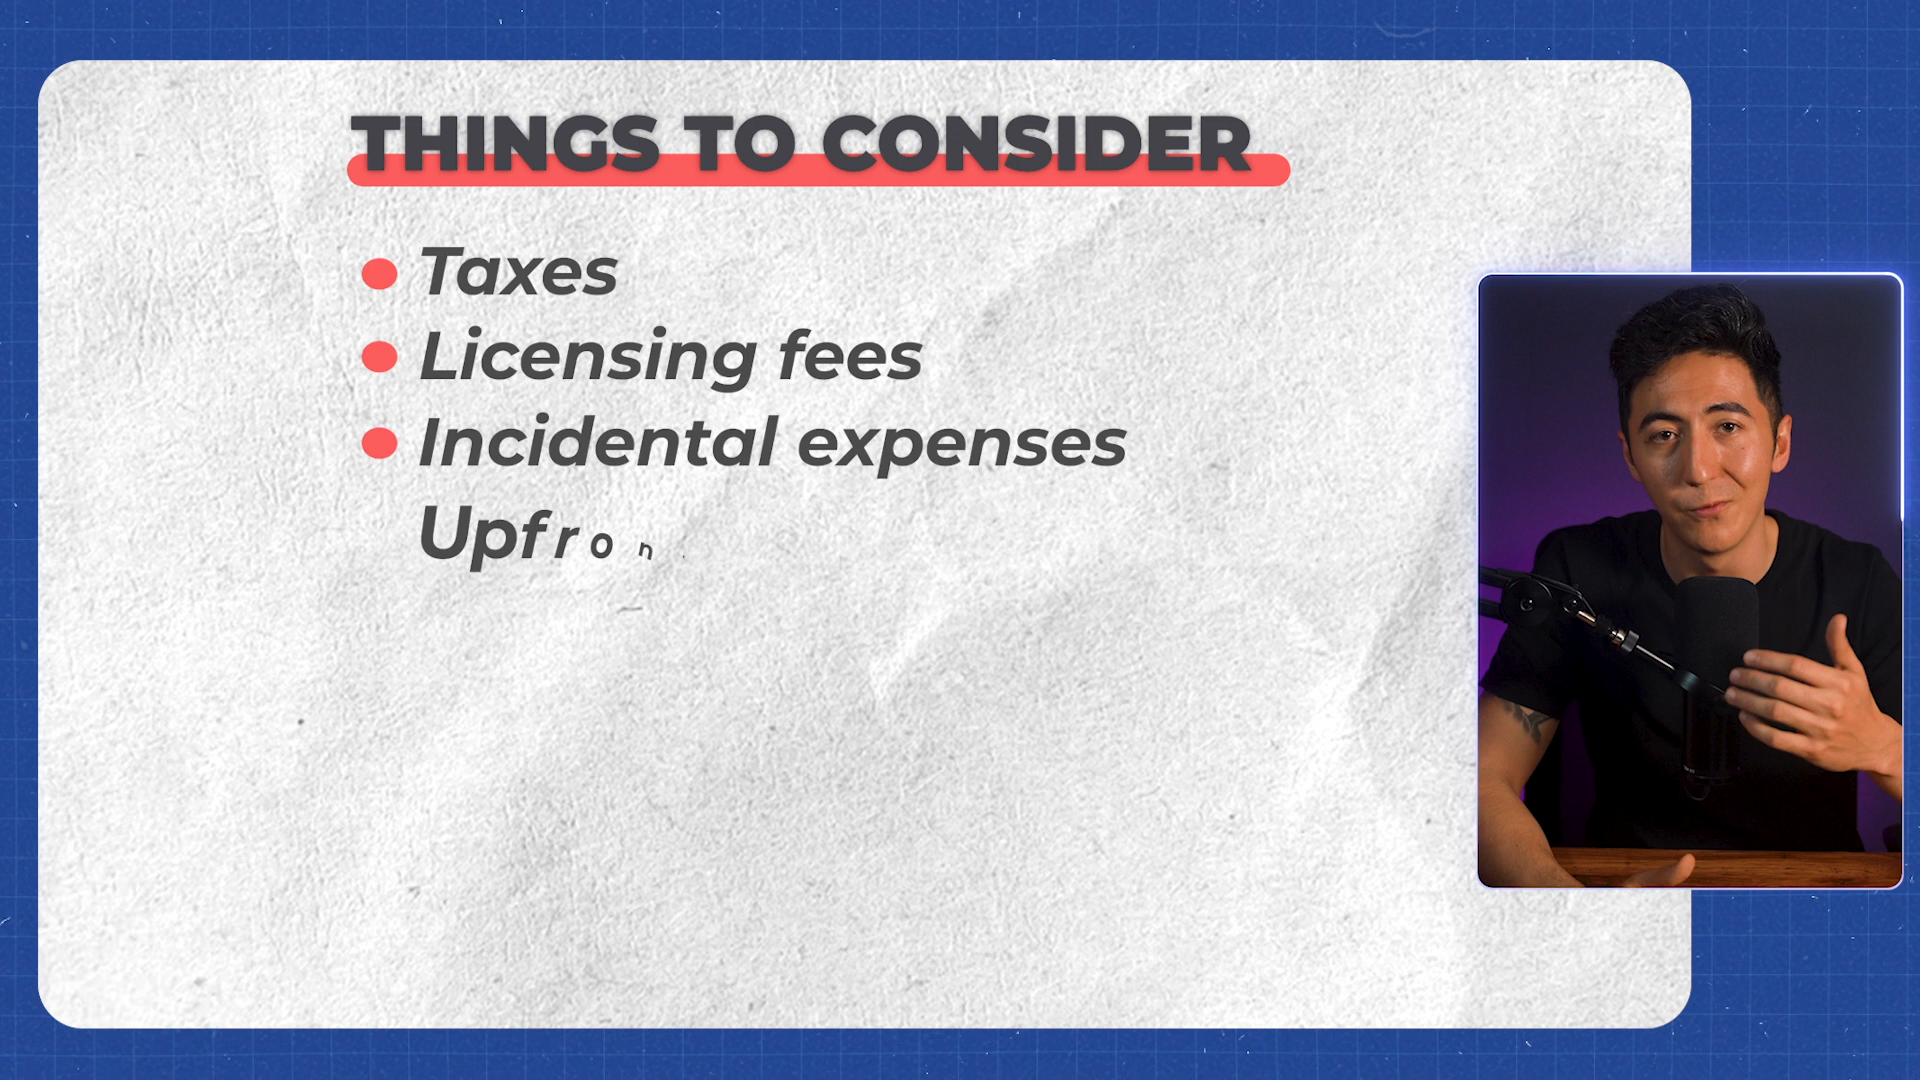 THINGS TO CONSIDER
Taxes
Licensing fees
Incidental expenses
Upfron